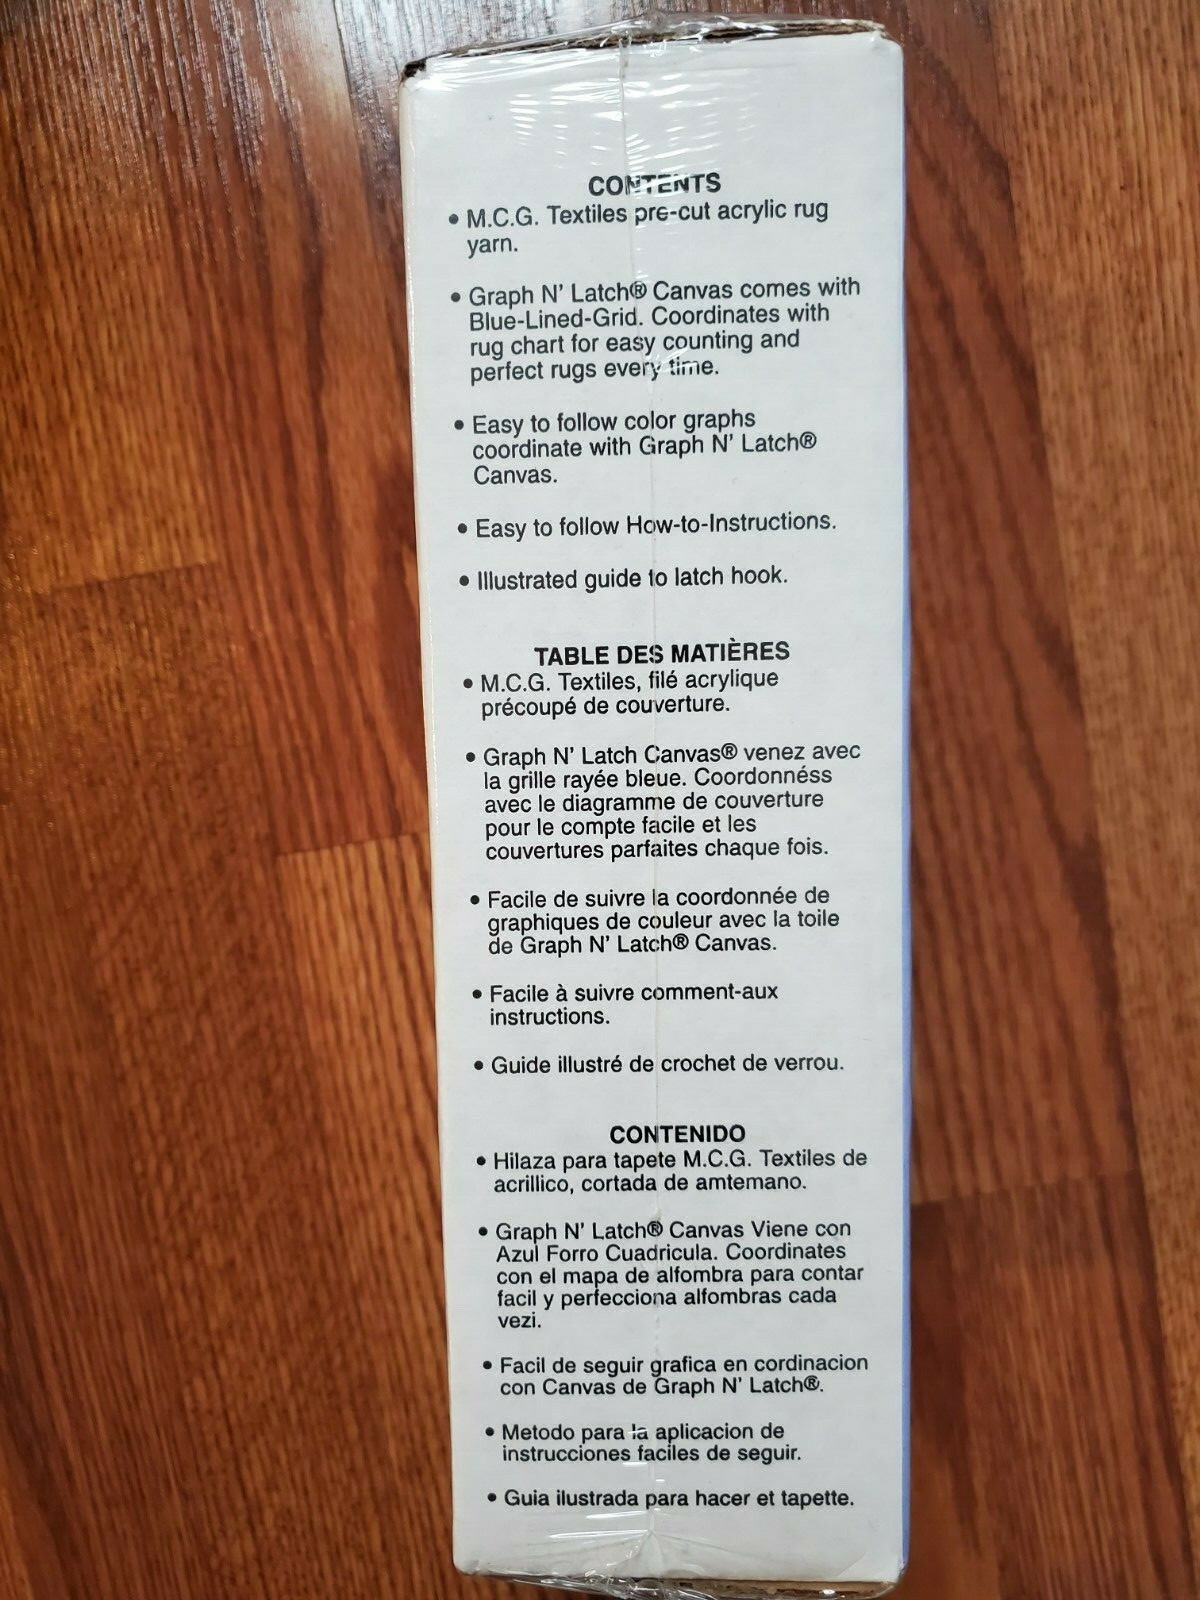 CONTENTS
• M.C.G. Textiles pre-cut acrylic rug
yarn.
• Graph N' Latch® Canvas comes with
Blue-Lined-Grid. Coordinates with
rug chart for easy counting and
perfect rugs every time.
• Easy to follow color graphs
coordinate with Graph N' Latch®
Canvas.
• Easy to follow How-to-Instructions.
• Illustrated guide to latch hook.
TABLE DES MATIÈRES
• M.C.G. Textiles, filé acrylique
précoupé de couverture.
• Graph N' Latch Canvas® venez avec
la grille rayée bleue. Coordonnéss
avec le diagramme de couverture
pour le compte facile et les
couvertures parfaites chaque fois.
• Facile de suivre la coordonnée de
graphiques de couleur avec la toile
de Graph N' Latch® Canvas.
• Facile à suivre comment-aux
instructions.
• Guide illustré de crochet de verrou.
CONTENIDO
• Hilaza para tapete M.C.G. Textiles de
acrillico, cortada de amtemano.
• Graph N' Latch® Canvas Viene con
Azul Forro Cuadricula. Coordinates
con el mapa de alfombra para contar
facil y perfecciona alfombras cada
vezi.
• Facil de seguir grafica en cordinacion
con Canvas de Graph N' Latch®.
• Metodo para la aplicacion de
instrucciones faciles de seguir.
• Guia ilustrada para hacer et tapette.